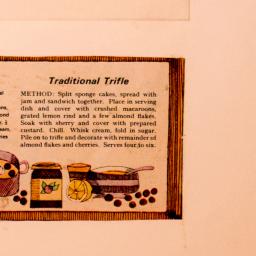 Traditional Trifle
METHOD: Split sponge cakes, spread with
jam and sandwich together. Place in serving
dish and cover with crushed macaroons,
grated lemon rind and a few almond flakes.
Soak with sherry and cover with prepared
custard. Chill. Whisk cream, fold in sugar.
Pile on to trifle and decorate with remainder of
almond flakes and cherries. Serves four to six.